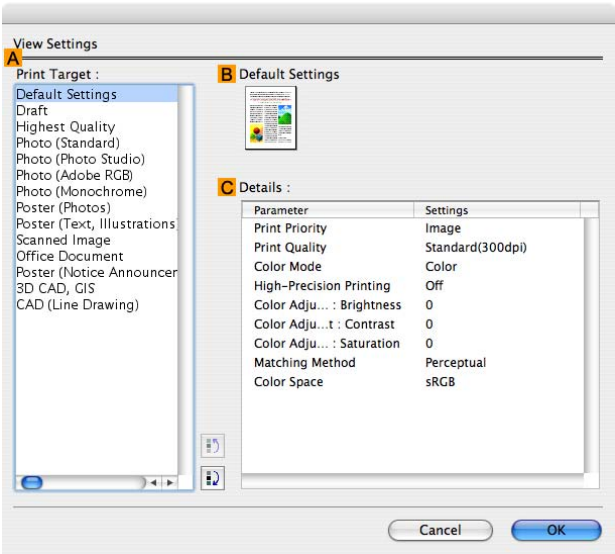 View Settings
A
Print Target :
Default Settings
Draft
Highest Quality
Photo (Standard)
Photo (Photo Studio)
Photo (Adobe RGB)
Photo (Monochrome)
Poster (Photos)
Poster (Text, Illustrations
Scanned Image
Office Document
Poster (Notice Announcer
3D CAD, GIS
CAD (Line Drawing)
B Default Settings
C Details :
Parameter Settings
Print Priority Image
Print Quality Standard(300dpi)
Color Mode Color
High-Precision Printing Off
Color Adju... : Brightness 0
Color Adju...t : Contrast 0
Color Adju... : Saturation 0
Matching Method Perceptual
Color Space sRGB
Cancel OK